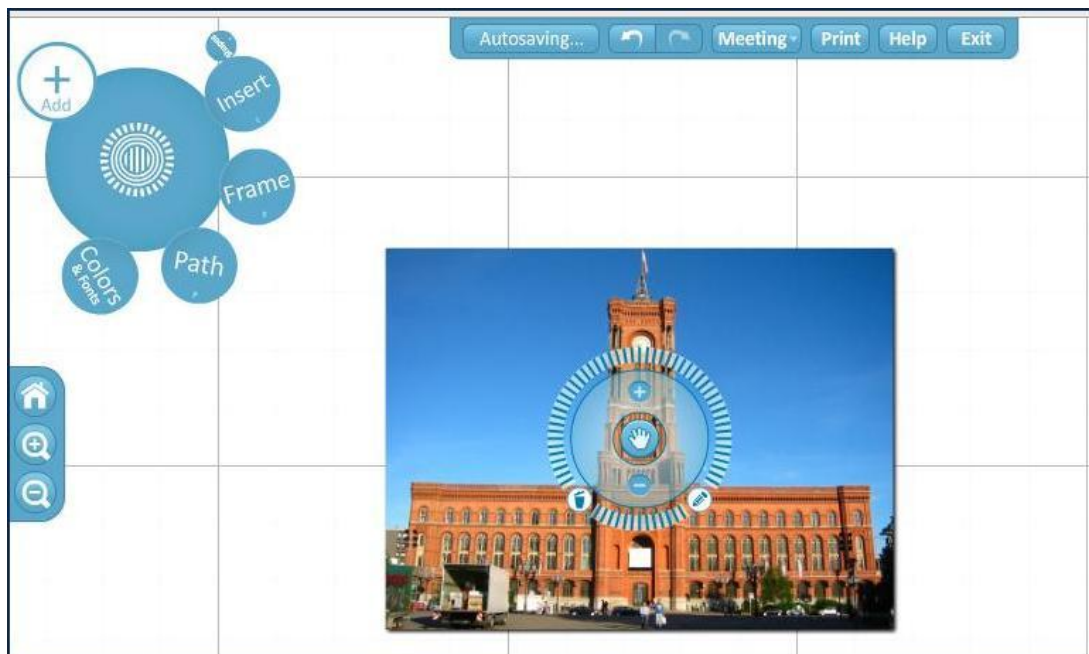 Autosaving...
Meeting
Print
Help
Exit
Add
Insert
Frame
Path
Colors
& Fonts